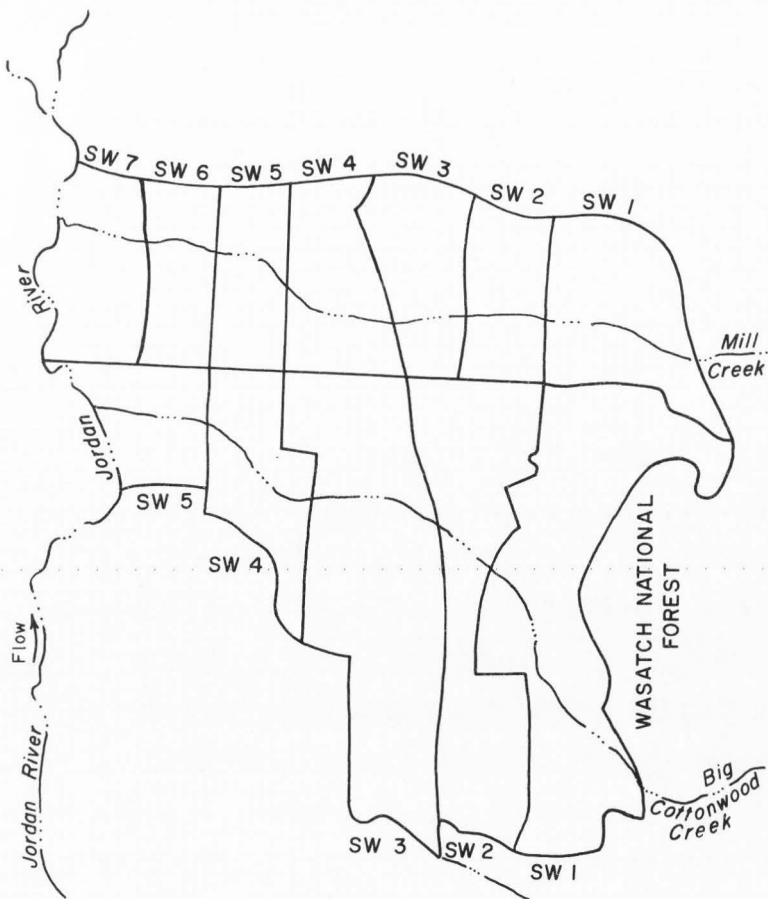 SW 7
SW 6
SW 5
SW 4
SW 3
SW 2
SW 1
River
Mill
Creek
Jordan
SW 5
SW 4
WASATCH NATIONAL
FOREST
Flow
Jordan River
Big
Cottonwood
Creek
SW 3
SW 2
SW 1